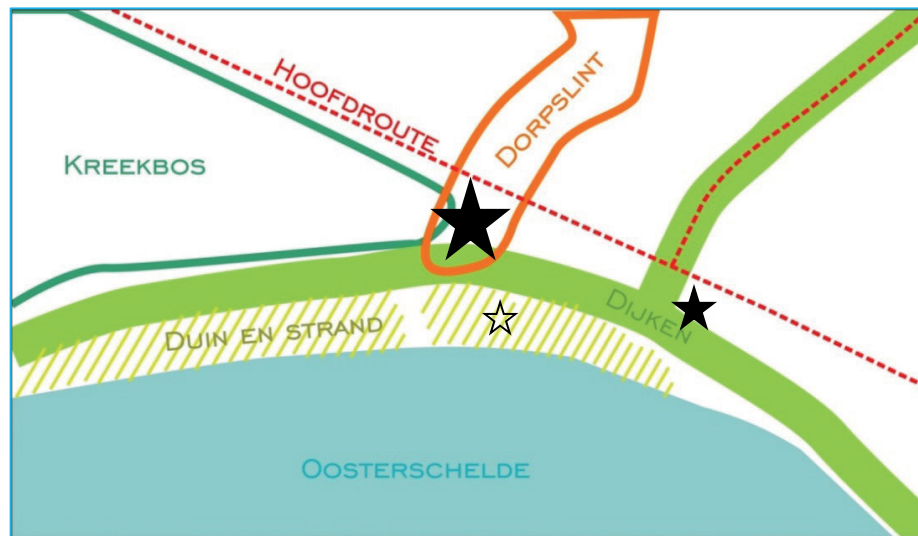 HOOFDROUTE
DORPSLINT
KREEKBOS
DIJKEN
DUIN EN STRAND
OOSTERSCHELDE